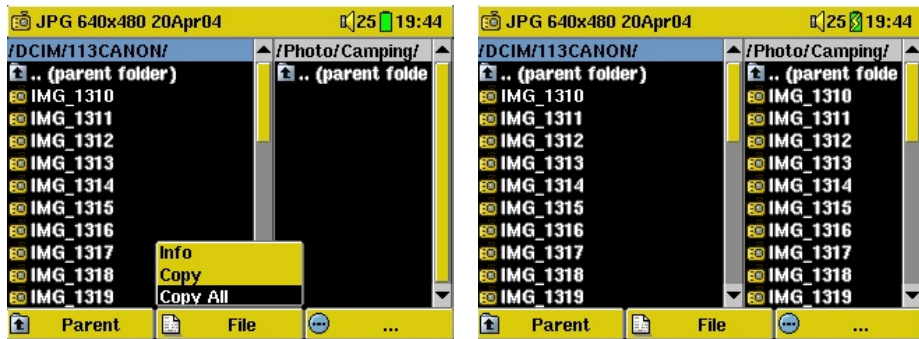 JPG 640x480 20Apr04 25 19:44
/DCIM/113CANON/ /Photo/Camping/
.. (parent folder) .. (parent folde
IMG_1310
IMG_1311
IMG_1312
IMG_1313
IMG_1314
IMG_1315
IMG_1316
IMG_1317
IMG_1318
IMG_1319
Info
Copy
Copy All
Parent File ...
JPG 640x480 20Apr04 25 19:44
/DCIM/113CANON/ /Photo/Camping/
.. (parent folder) .. (parent folde
IMG_1310 IMG_1310
IMG_1311 IMG_1311
IMG_1312 IMG_1312
IMG_1313 IMG_1313
IMG_1314 IMG_1314
IMG_1315 IMG_1315
IMG_1316 IMG_1316
IMG_1317 IMG_1317
IMG_1318 IMG_1318
IMG_1319 IMG_1319
Parent File ...